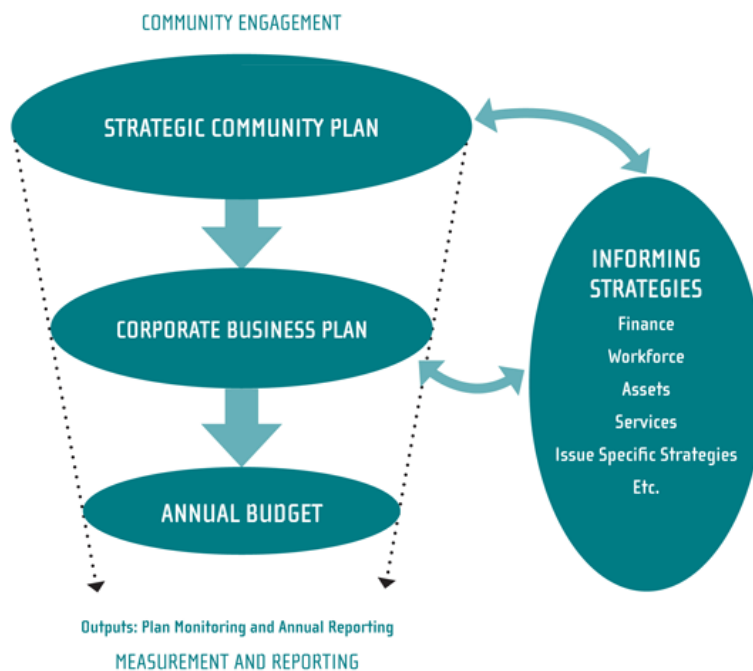 COMMUNITY ENGAGEMENT
STRATEGIC COMMUNITY PLAN
CORPORATE BUSINESS PLAN
ANNUAL BUDGET
INFORMING
STRATEGIES
Finance
Workforce
Assets
Services
Issue Specific Strategies
Etc.
Outputs: Plan Monitoring and Annual Reporting
MEASUREMENT AND REPORTING